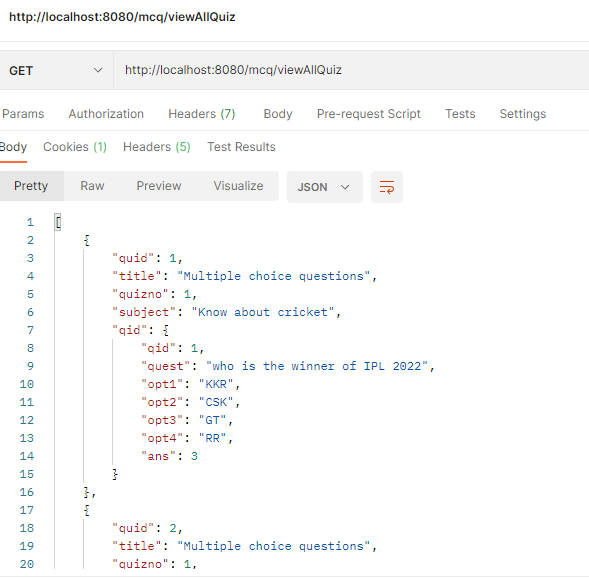 http://localhost:8080/mcq/viewAllQuiz
GET http://localhost:8080/mcq/viewAllQuiz
Params Authorization Headers (7) Body Pre-request Script Tests Settings
Body Cookies (1) Headers (5) Test Results
Pretty Raw Preview Visualize JSON
1 [
2 {
3 "quid": 1,
4 "title": "Multiple choice questions",
5 "quizno": 1,
6 "subject": "Know about cricket",
7 "qid": {
8 "qid": 1,
9 "quest": "who is the winner of IPL 2022",
10 "opt1": "KKR",
11 "opt2": "CSK",
12 "opt3": "GT",
13 "opt4": "RR",
14 "ans": 3
15 }
16 },
17 {
18 "quid": 2,
19 "title": "Multiple choice questions",
20 "quizno": 1,